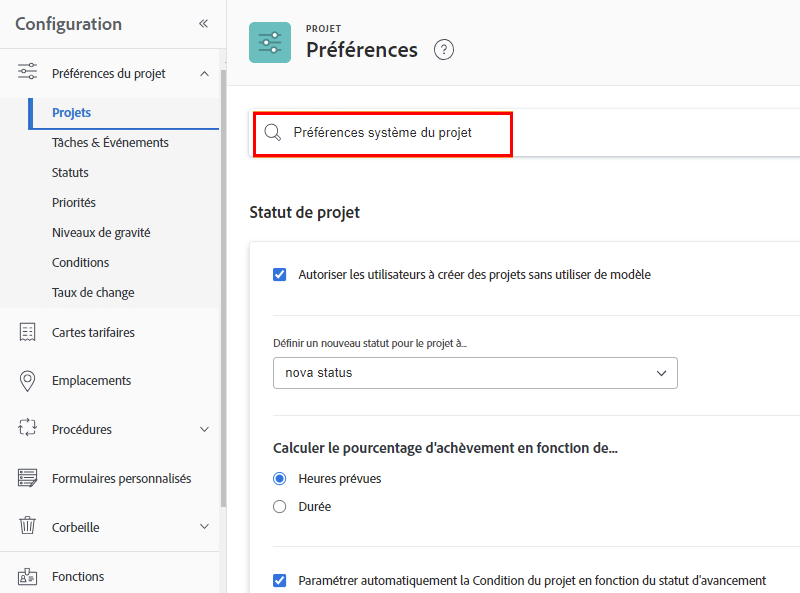 Configuration
Préférences du projet
Projets
Tâches & Événements
Statuts
Priorités
Niveaux de gravité
Conditions
Taux de change
Cartes tarifaires
Emplacements
Procédures
Formulaires personnalisés
Corbeille
Fonctions
PROJET
Préférences
Préférences système du projet
Statut de projet
Autoriser les utilisateurs à créer des projets sans utiliser de modèle
Définir un nouveau statut pour le projet à...
nova status
Calculer le pourcentage d'achèvement en fonction de...
Heures prévues
Durée
Paramétrer automatiquement la Condition du projet en fonction du statut d'avancement